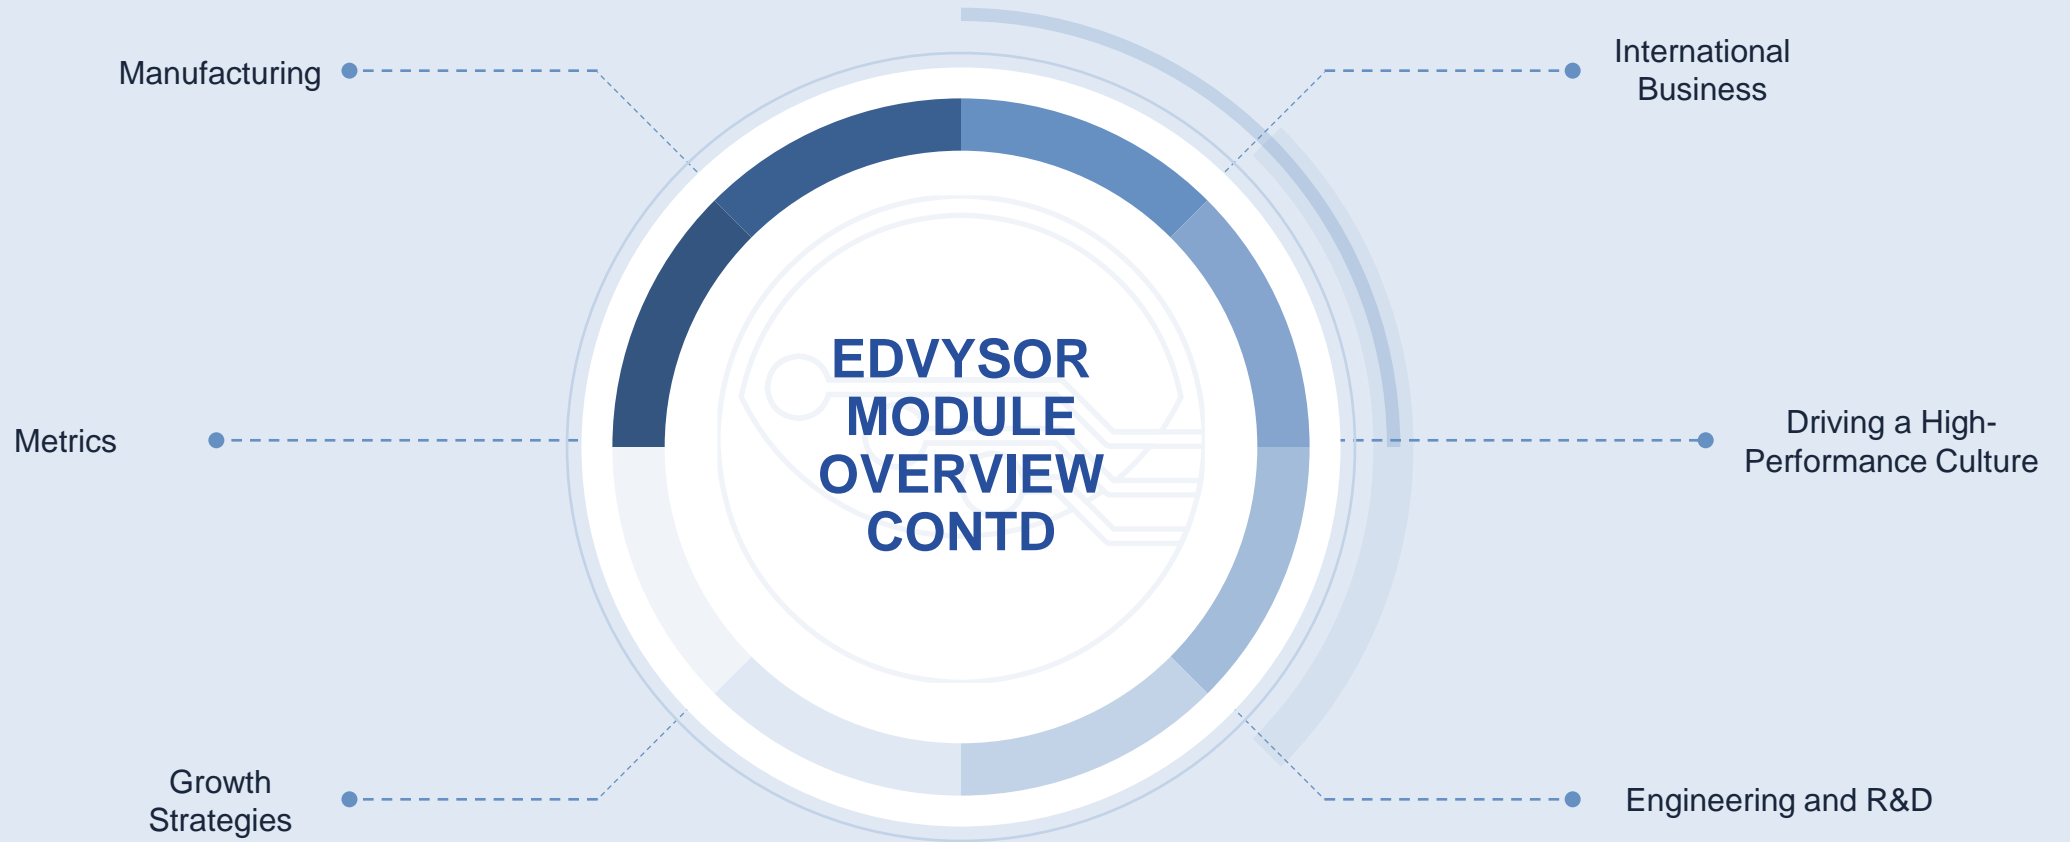 Manufacturing
International
Business
EDVYSOR
MODULE
OVERVIEW
CONTD
Metrics
Driving a High-
Performance Culture
Growth
Strategies
Engineering and R&D